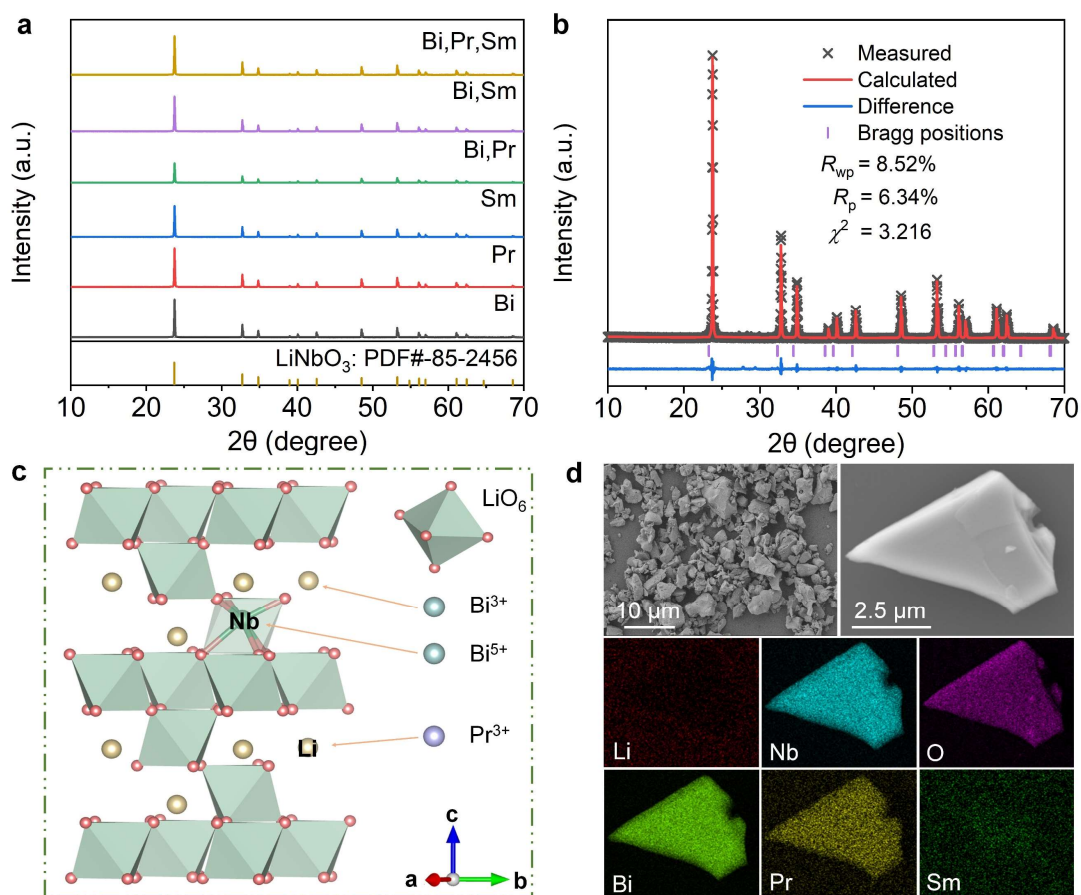 a
Intensity (a.u.)
Bi,Pr,Sm
Bi,Sm
Bi,Pr
Sm
Pr
Bi
LiNbO₃: PDF#-85-2456
10 20 30 40 50 60 70
2θ (degree)
b
Intensity (a.u.)
Measured
Calculated
Difference
Bragg positions
R_wp = 8.52%
R_p = 6.34%
χ² = 3.216
10 20 30 40 50 60 70
2θ (degree)
c
LiO₆
Bi³⁺
Nb
Bi⁵⁺
Pr³⁺
Li
c
a
b
d
10 μm
2.5 μm
Li
Nb
O
Bi
Pr
Sm